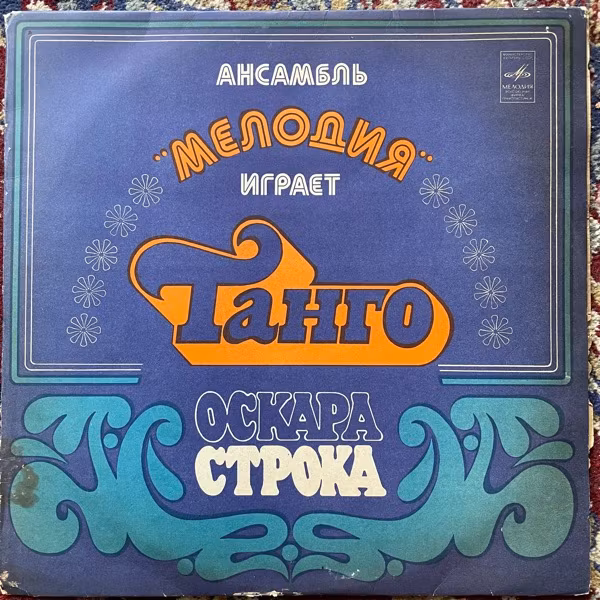 АНСАМБЛЬ
"МЕЛОДИЯ"
ИГРАЕТ
Танго
ОСКАРА
СТРОКА
МЕЛОДИЯ